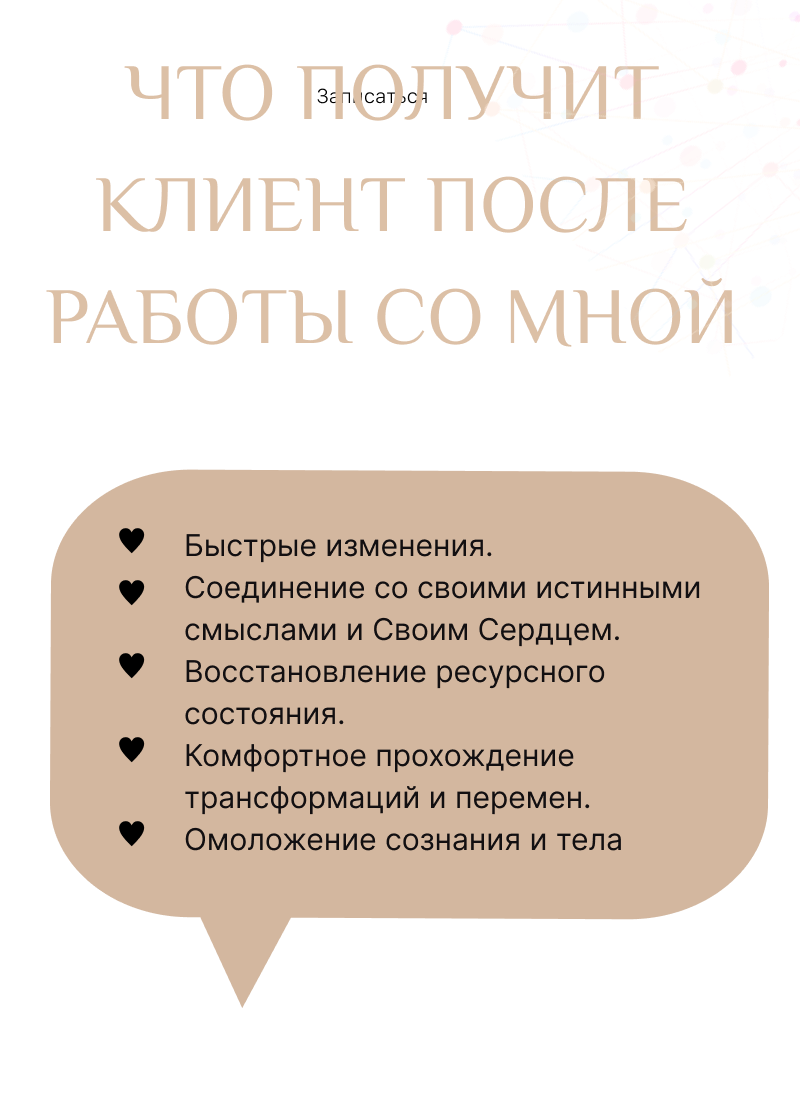 ЧТО ПОЛУЧИТ
Записаться
КЛИЕНТ ПОСЛЕ
РАБОТЫ СО МНОЙ
Быстрые изменения.
Соединение со своими истинными
смыслами и Своим Сердцем.
Восстановление ресурсного
состояния.
Комфортное прохождение
трансформаций и перемен.
Омоложение сознания и тела